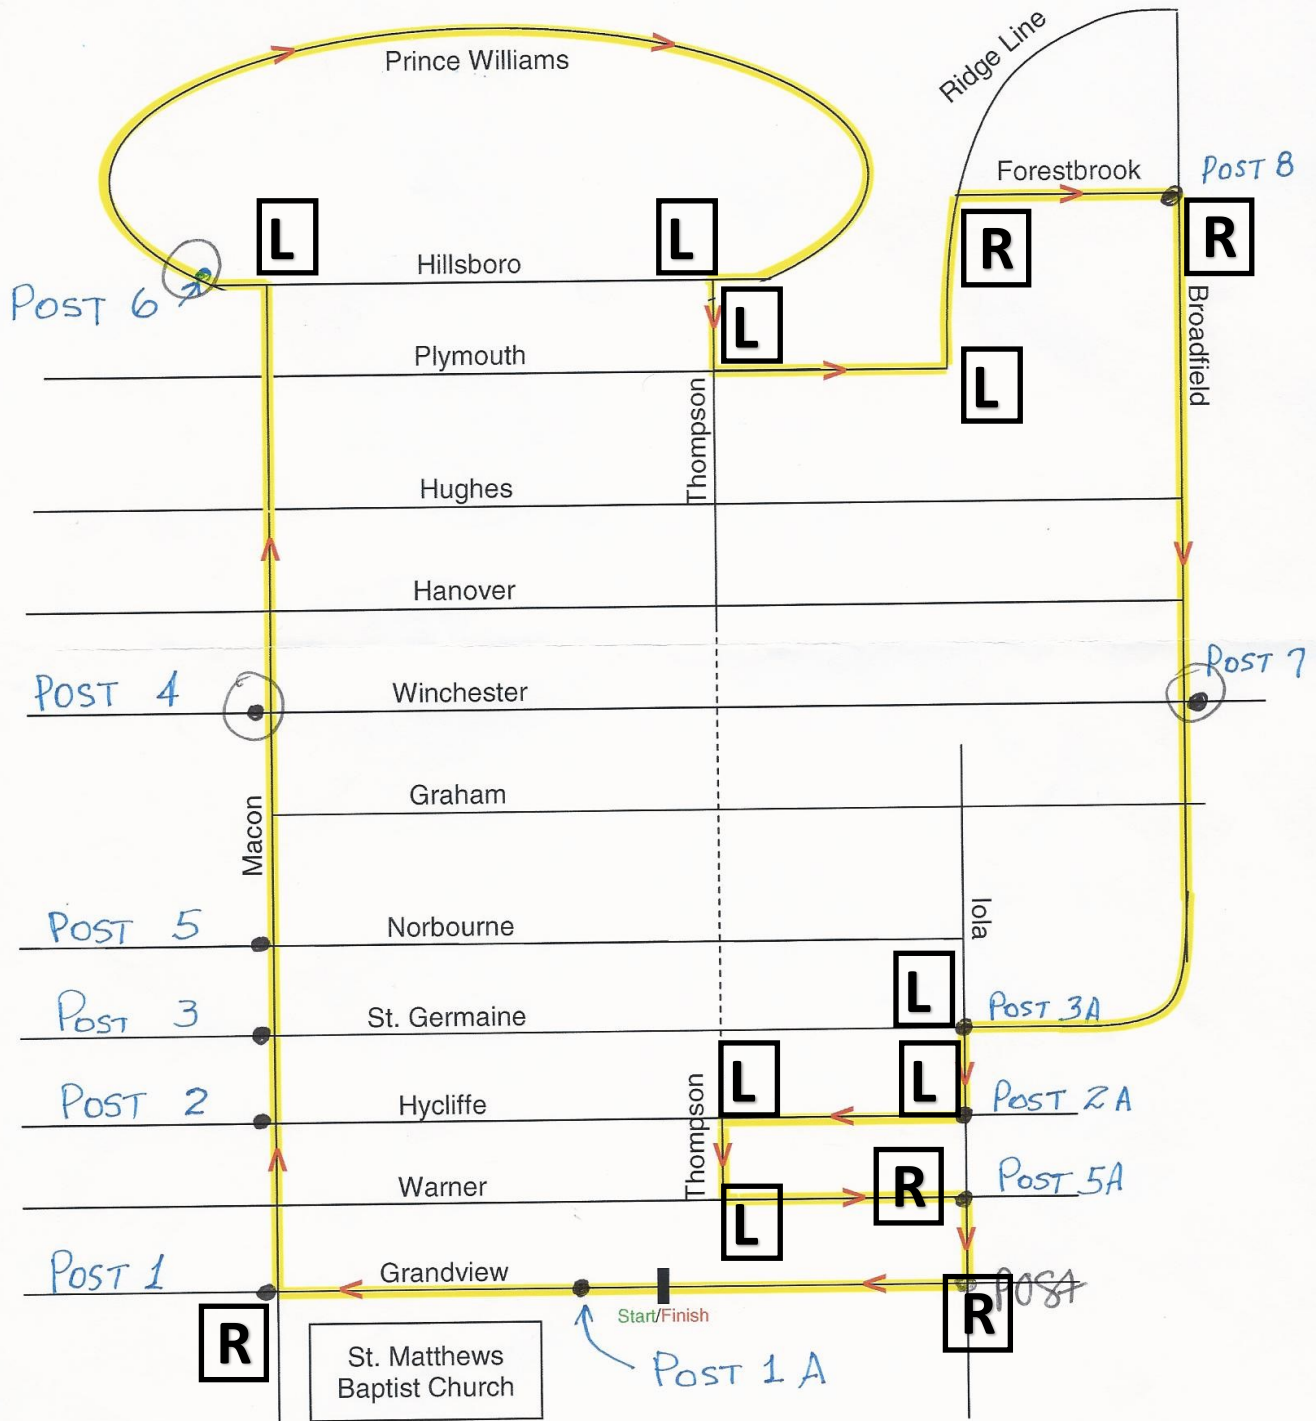 Prince Williams
Ridge Line
Forestbrook
POST 8
L
L
R
R
Hillsboro
POST 6
L
Broadfield
Plymouth
L
Thompson
Hughes
Hanover
POST 4
Winchester
POST 7
Macon
Graham
Iola
POST 5
Norbourne
L
POST 3
St. Germaine
POST 3A
L
L
POST 2
Hycliffe
POST 2A
Thompson
Warner
R
POST 5A
L
POST 1
Grandview
POST
R
Start/Finish
R
St. Matthews
Baptist Church
POST 1 A